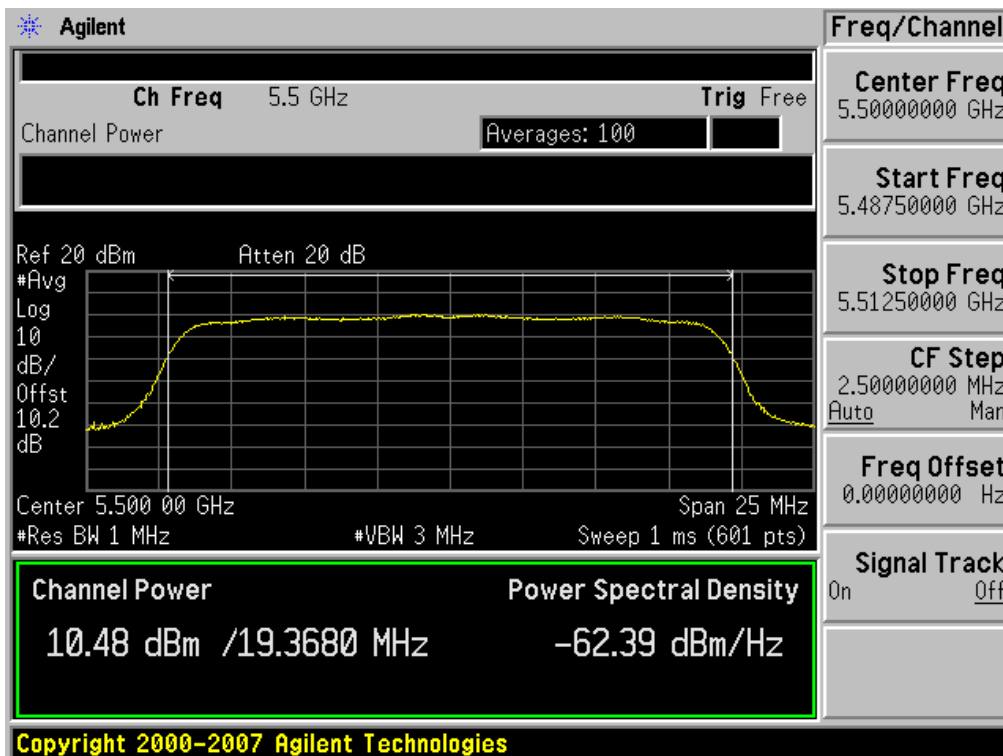 Agilent
Freq/Channel
Ch Freq 5.5 GHz Trig Free
Channel Power Averages: 100
Center Freq
5.50000000 GHz
Start Freq
5.48750000 GHz
Stop Freq
5.51250000 GHz
CF Step
2.50000000 MHz
Auto Man
Freq Offset
0.00000000 Hz
Signal Track
On Off
Ref 20 dBm Atten 20 dB
#Avg
Log
10
dB/
Offst
10.2
dB
Center 5.500 00 GHz Span 25 MHz
#Res BW 1 MHz #VBW 3 MHz Sweep 1 ms (601 pts)
Channel Power Power Spectral Density
10.48 dBm /19.3680 MHz -62.39 dBm/Hz
Copyright 2000-2007 Agilent Technologies